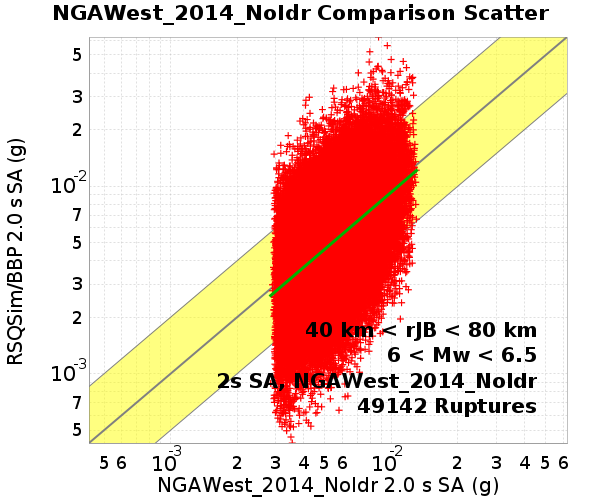 NGAWest_2014_NoIdr Comparison Scatter
RSQSim/BBP 2.0 s SA (g)
5
3
2
10-2
7
5
3
2
10-3
7
5
40 km < rJB < 80 km
6 < Mw < 6.5
2s SA, NGAWest_2014_NoIdr
49142 Ruptures
5 6 10-3 2 3 4 5 6 10-2 2 3 4 5 6
NGAWest_2014_NoIdr 2.0 s SA (g)